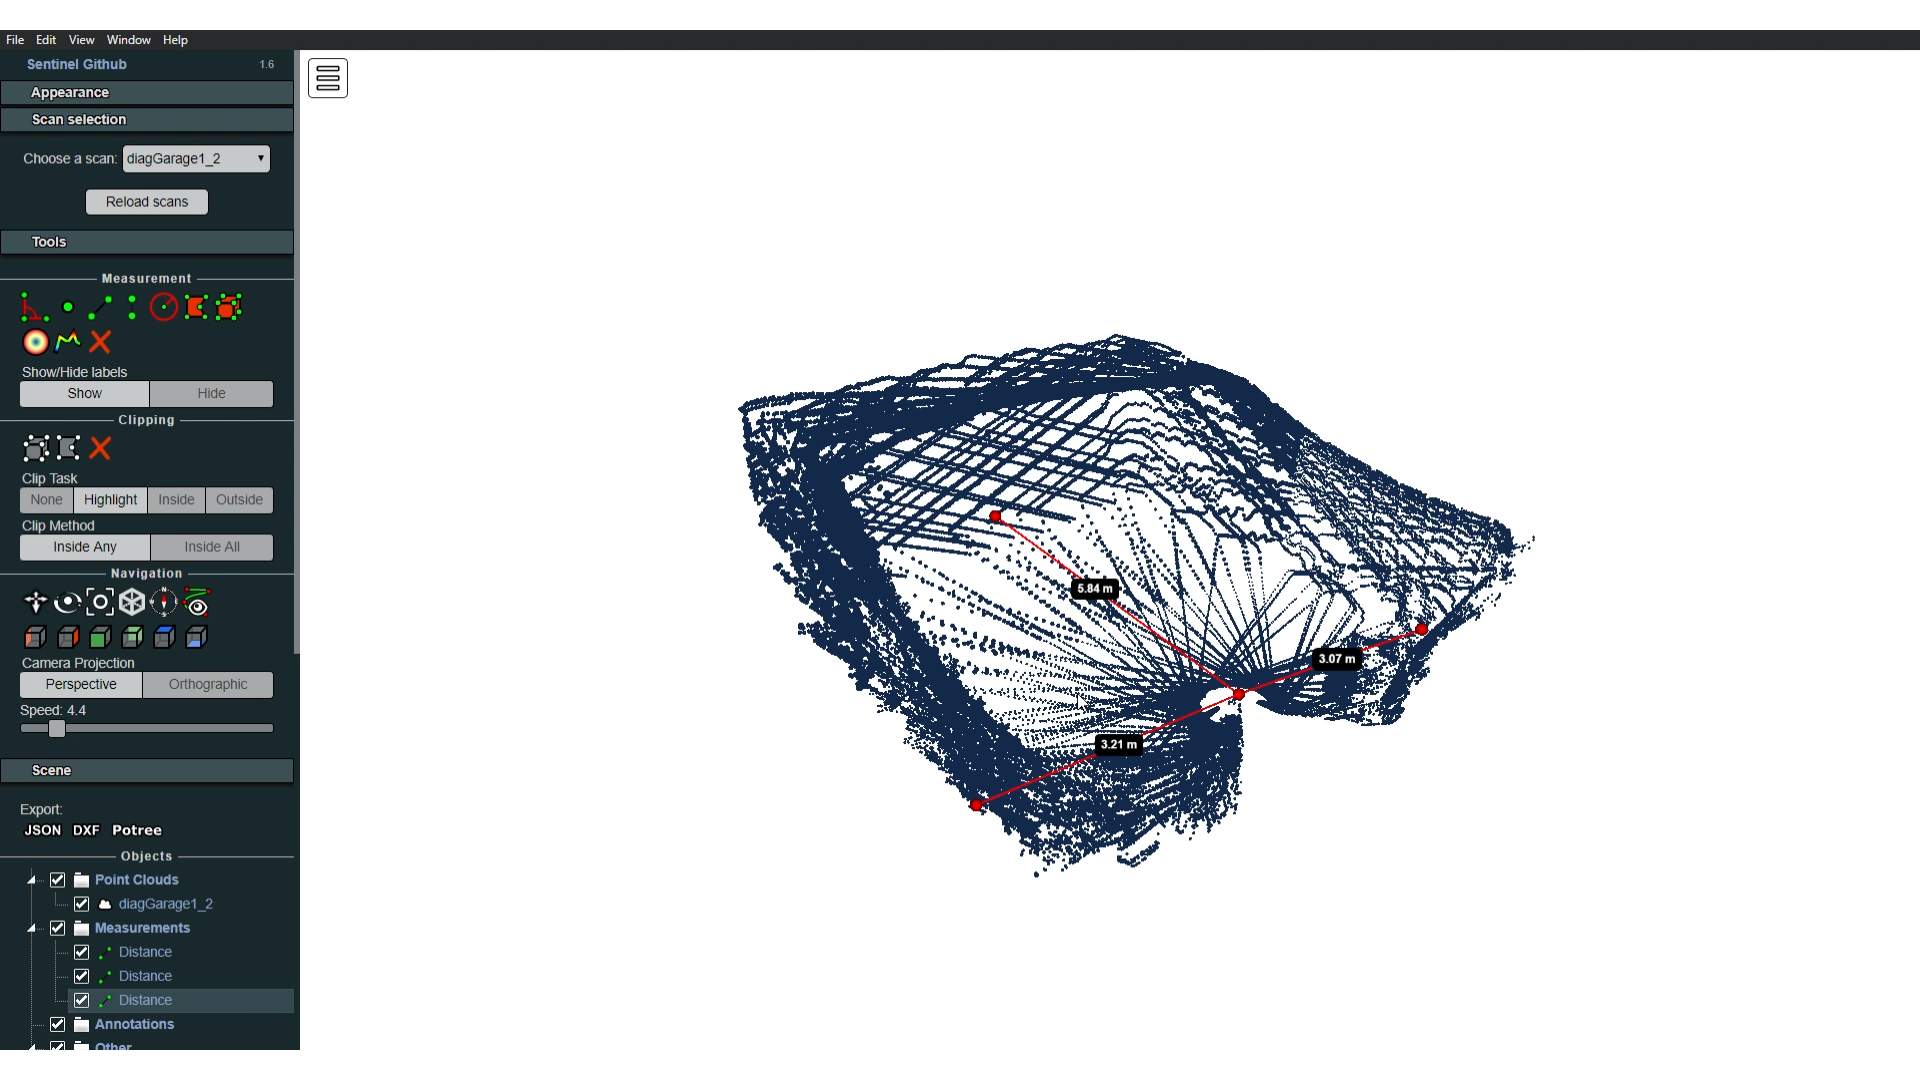 File Edit View Window Help
Sentinel Github 1.6
Appearance
Scan selection
Choose a scan: diagGarage1_2
Reload scans
Tools
Measurement
Show/Hide labels
Show Hide
Clipping
Clip Task
None Highlight Inside Outside
Clip Method
Inside Any Inside All
Navigation
N
Camera Projection
Perspective Orthographic
Speed: 4.4
Scene
Export:
JSON DXF Potree
Objects
Point Clouds
diagGarage1_2
Measurements
Distance
Distance
Distance
Annotations
Other
5.84 m
3.07 m
3.21 m